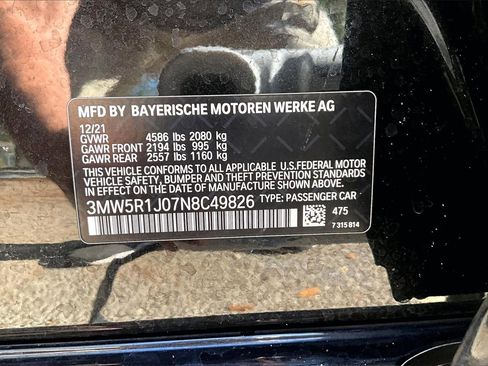 MFD BY BAYERISCHE MOTOREN WERKE AG
12/21
GVWR 4586 lbs 2080 kg
GAWR FRONT 2194 lbs 995 kg
GAWR REAR 2557 lbs 1160 kg
THIS VEHICLE CONFORMS TO ALL APPLICABLE U.S.FEDERAL MOTOR
VEHICLE SAFETY, BUMPER AND THEFT PREVENTION STANDARDS
IN EFFECT ON THE DATE OF MANUFACTURE SHOWN ABOVE.
3MW5R1J07N8C49826 TYPE: PASSENGER CAR
475
7 315 814